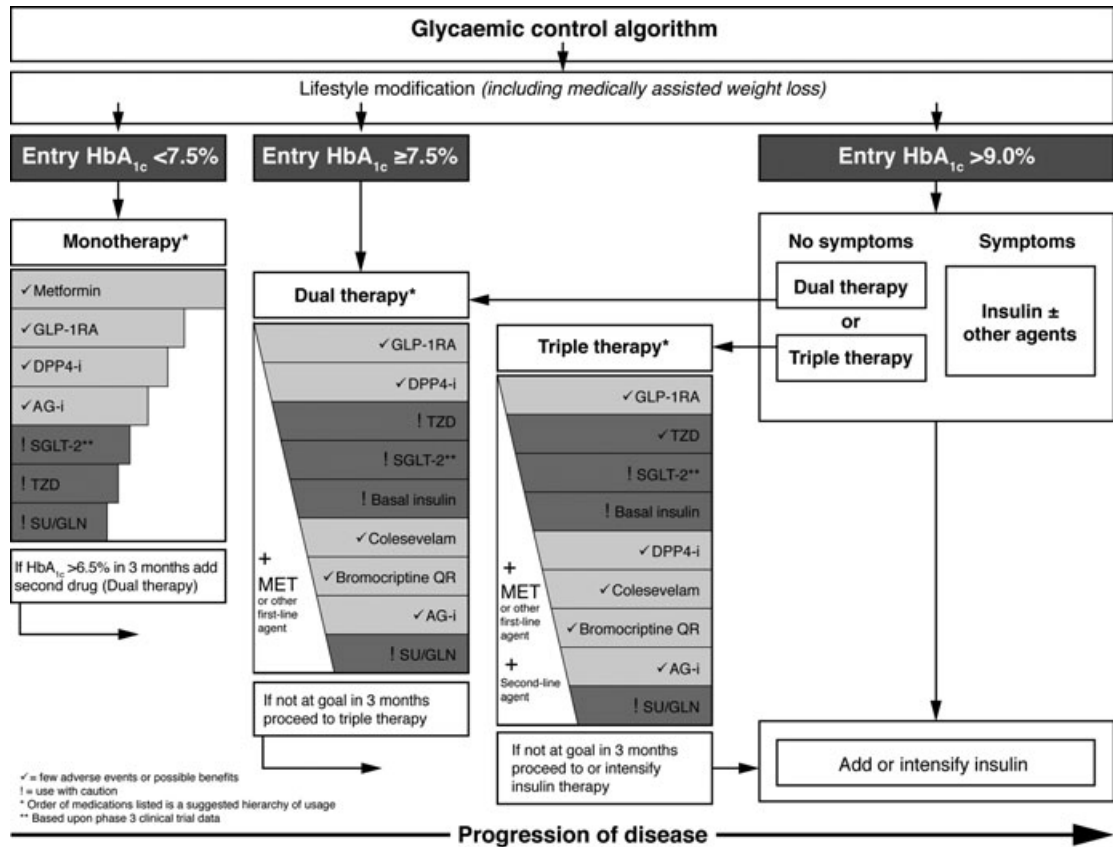 Glycaemic control algorithm
Lifestyle modification (including medically assisted weight loss)
Entry HbA1c <7.5%
Monotherapy*
✓Metformin
✓GLP-1RA
✓DPP4-i
✓AG-i
! SGLT-2**
! TZD
! SU/GLN
If HbA1c >6.5% in 3 months add
second drug (Dual therapy)
Entry HbA1c ≥7.5%
Dual therapy*
✓GLP-1RA
✓DPP4-i
! TZD
! SGLT-2**
! Basal insulin
✓Colesevelam
✓Bromocriptine QR
✓AG-i
! SU/GLN
+
MET
or other
first-line
agent
If not at goal in 3 months
proceed to triple therapy
Triple therapy*
✓GLP-1RA
✓TZD
! SGLT-2**
! Basal insulin
✓DPP4-i
✓Colesevelam
✓Bromocriptine QR
✓AG-i
! SU/GLN
+
MET
or other
first-line
agent
+
Second-line
agent
If not at goal in 3 months
proceed to or intensify
insulin therapy
Entry HbA1c >9.0%
No symptoms
Dual therapy
or
Triple therapy
Symptoms
Insulin ±
other agents
Add or intensify insulin
✓ = few adverse events or possible benefits
! = use with caution
* Order of medications listed is a suggested hierarchy of usage
** Based upon phase 3 clinical trial data
Progression of disease